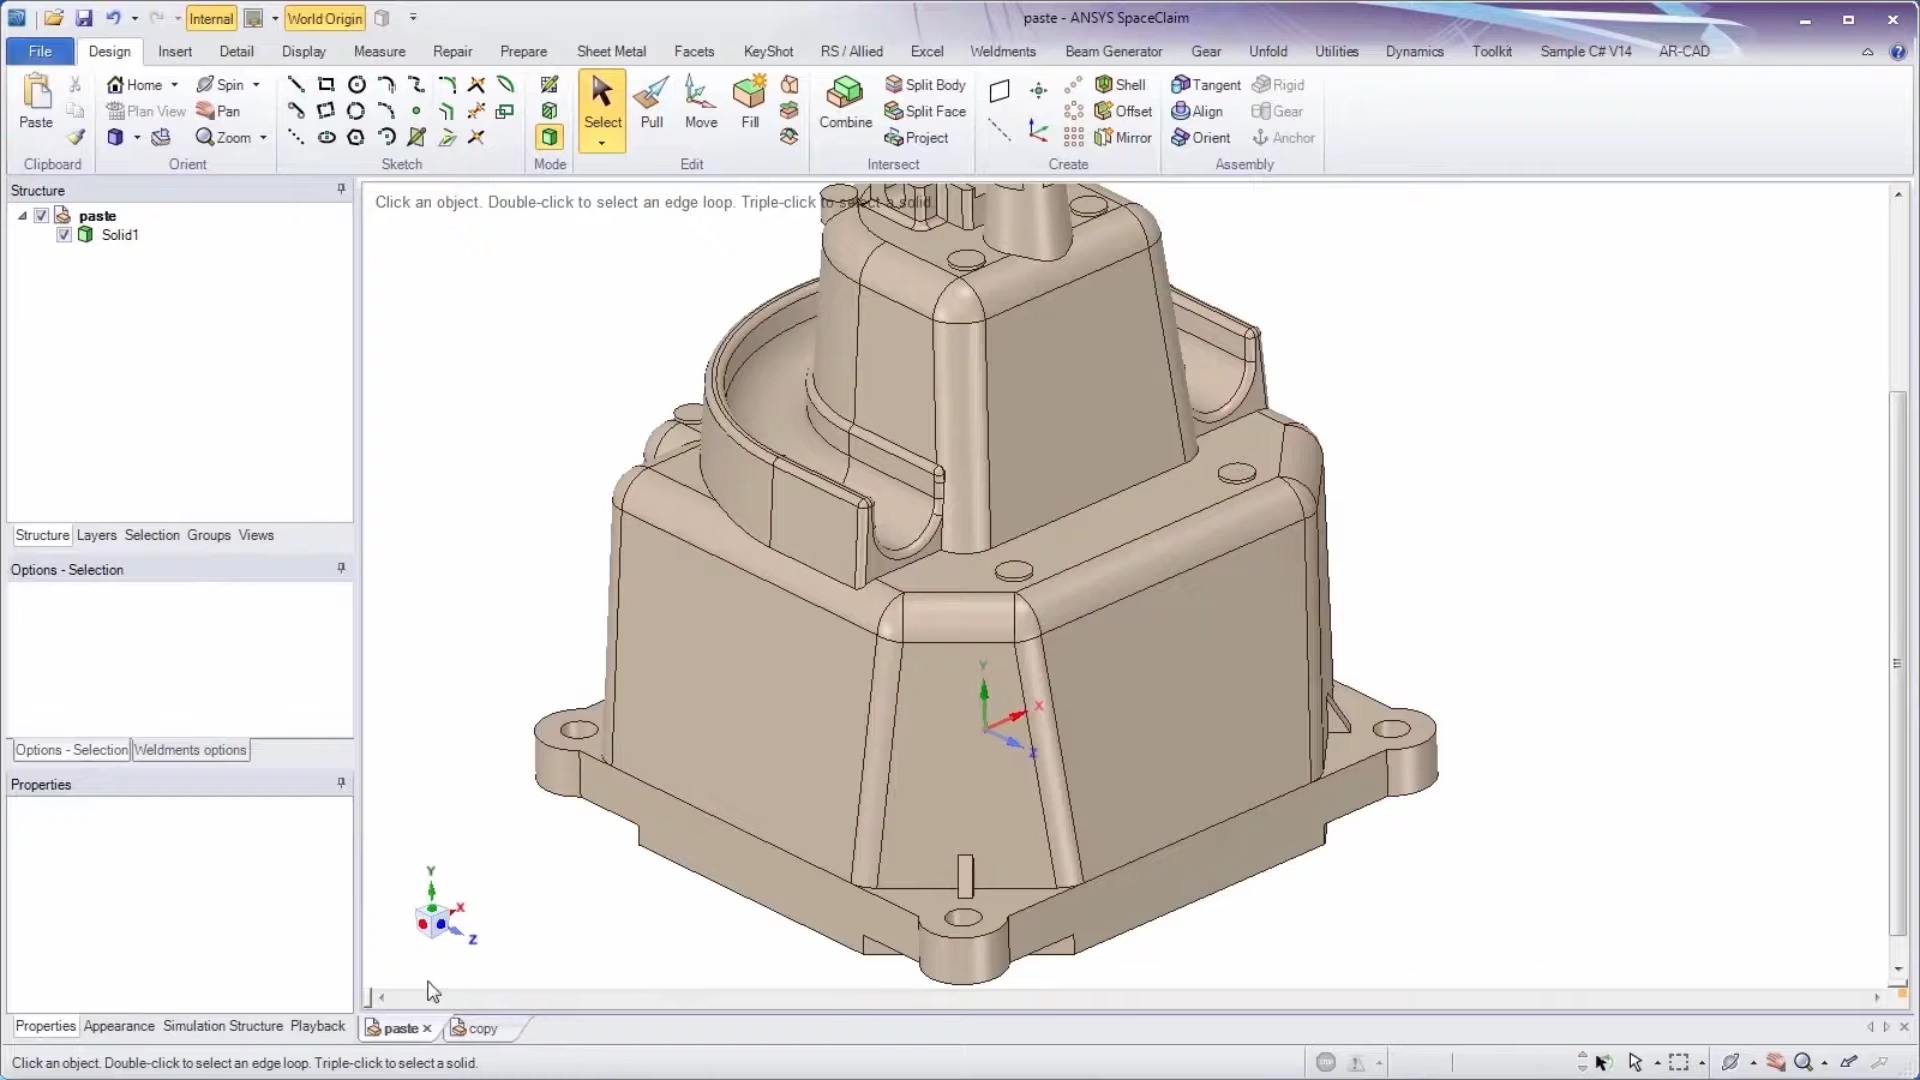 Internal World Origin paste - ANSYS SpaceClaim
File Design Insert Detail Display Measure Repair Prepare Sheet Metal Facets KeyShot RS / Allied Excel Weldments Beam Generator Gear Unfold Utilities Dynamics Toolkit Sample C# V14 AR-CAD
Home Spin Split Body Shell Tangent Rigid
Plan View Pan Split Face Offset Align Gear
Paste Select Pull Move Fill Combine
Zoom Project Mirror Orient Anchor
Clipboard Orient Sketch Mode Edit Intersect Create Assembly
Structure
Click an object. Double-click to select an edge loop. Triple-click to select a solid.
paste
Solid1
Structure Layers Selection Groups Views
Options - Selection
Y
X
Z
Options - Selection Weldments options
Properties
Y
X
Z
Properties Appearance Simulation Structure Playback paste copy
Click an object. Double-click to select an edge loop. Triple-click to select a solid.